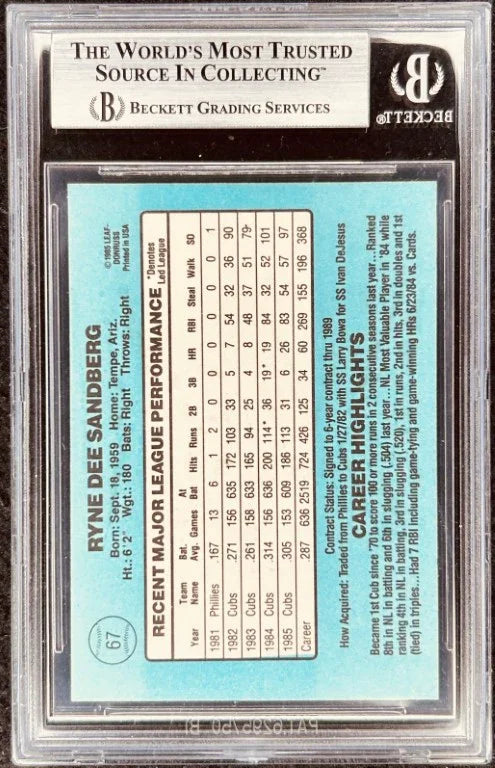 THE WORLD'S MOST TRUSTED
SOURCE IN COLLECTING™
B BECKETT GRADING SERVICES
B
BECKETT®
67
© 1985 LEAF-
DONRUSS
Printed in USA
RYNE DEE SANDBERG
Born: Sept. 18, 1959 Home: Tempe, Ariz.
Ht.: 6' 2" Wgt.: 180 Bats: Right Throws: Right
RECENT MAJOR LEAGUE PERFORMANCE *Denotes Led League
Year Team Name Bat. Avg. Games At Bat Hits Runs 2B 3B HR RBI Steal Walk SO
1981 Phillies .167 13 6 1 2 0 0 0 0 0 0 1
1982 Cubs .271 156 635 172 103 33 5 7 54 32 36 90
1983 Cubs .261 158 633 165 94 25 4 8 48 37 51 79
1984 Cubs .314 156 636 200 114* 36 19* 19 84 32 52 101
1985 Cubs .305 153 609 186 113 31 6 26 83 54 57 97
Career .287 636 2519 724 426 125 34 60 269 155 196 368
Contract Status: Signed to 6-year contract thru 1989
How Acquired: Traded from Phillies to Cubs 1/27/82 with SS Larry Bowa for SS Ivan DeJesus
CAREER HIGHLIGHTS
Became 1st Cub since '70 to score 100 or more runs in 2 consecutive seasons last year...Ranked
8th in NL in batting and 6th in slugging (.504) last year...NL Most Valuable Player in '84 while
ranking 4th in NL in batting, 3rd in slugging (.520), 1st in runs, 2nd in hits, 3rd in doubles and 1st
(tied) in triples...Had 7 RBI including game-tying and game-winning HRs 6/23/84 vs. Cards.